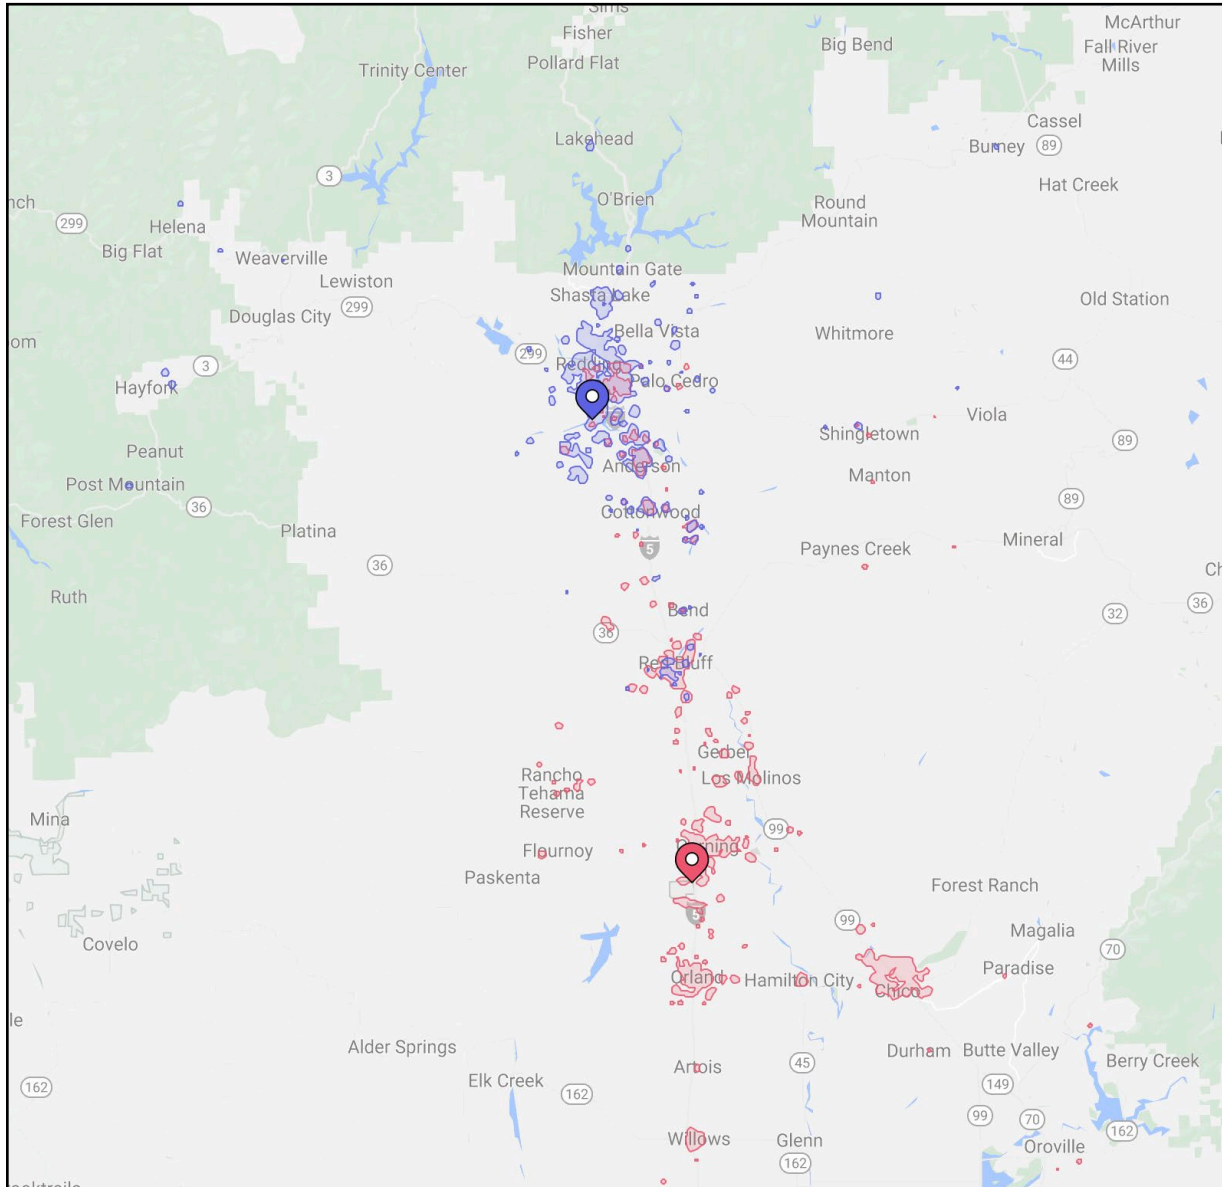 Sims
McArthur
Fisher
Big Bend
Fall River
Mills
Pollard Flat
Trinity Center
Cassel
Lakehead
Burney
89
3
Hat Creek
O'Brien
Round
Mountain
nch
299
Helena
Big Flat
Weaverville
Mountain Gate
Lewiston
299
Shasta Lake
Old Station
Douglas City
Bella Vista
Whitmore
om
299
44
3
Redding
Palo Cedro
Hayfork
Viola
Shingletown
89
Peanut
Anderson
Manton
Post Mountain
36
89
Forest Glen
Cottonwood
Platina
5
Paynes Creek
Mineral
36
Ch
Ruth
Bend
32
36
36
Red Bluff
Gerber
Rancho
Tehama
Reserve
Los Molinos
Mina
99
Corning
Flournoy
Paskenta
Forest Ranch
5
99
Magalia
Covelo
70
Paradise
Orland
Hamilton City
Chico
le
Alder Springs
Durham
Butte Valley
Berry Creek
Artois
45
Elk Creek
162
162
149
99
70
162
Willows
Glenn
Oroville
162